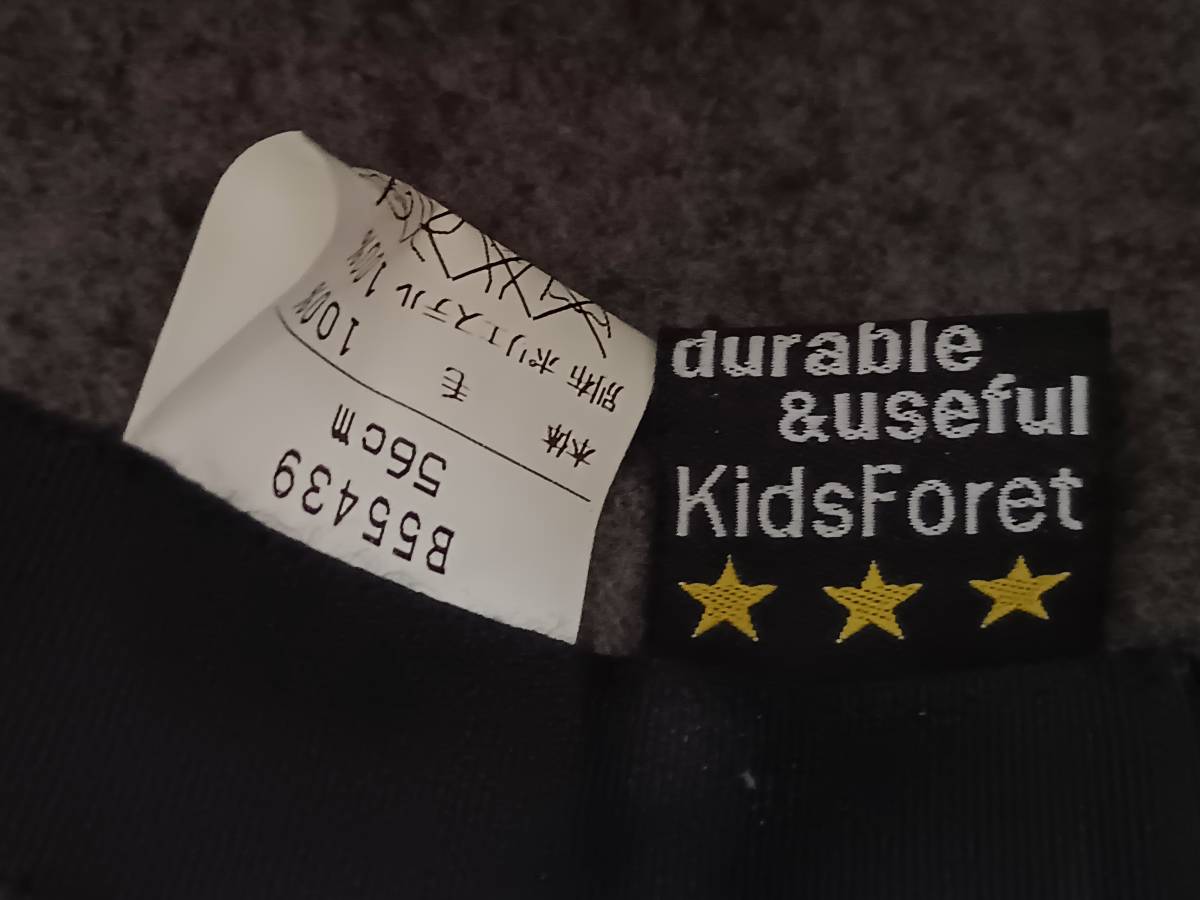 B55439
56cm
本体 毛 100%
別布 ポリエステル 100%
durable
&useful
KidsForet